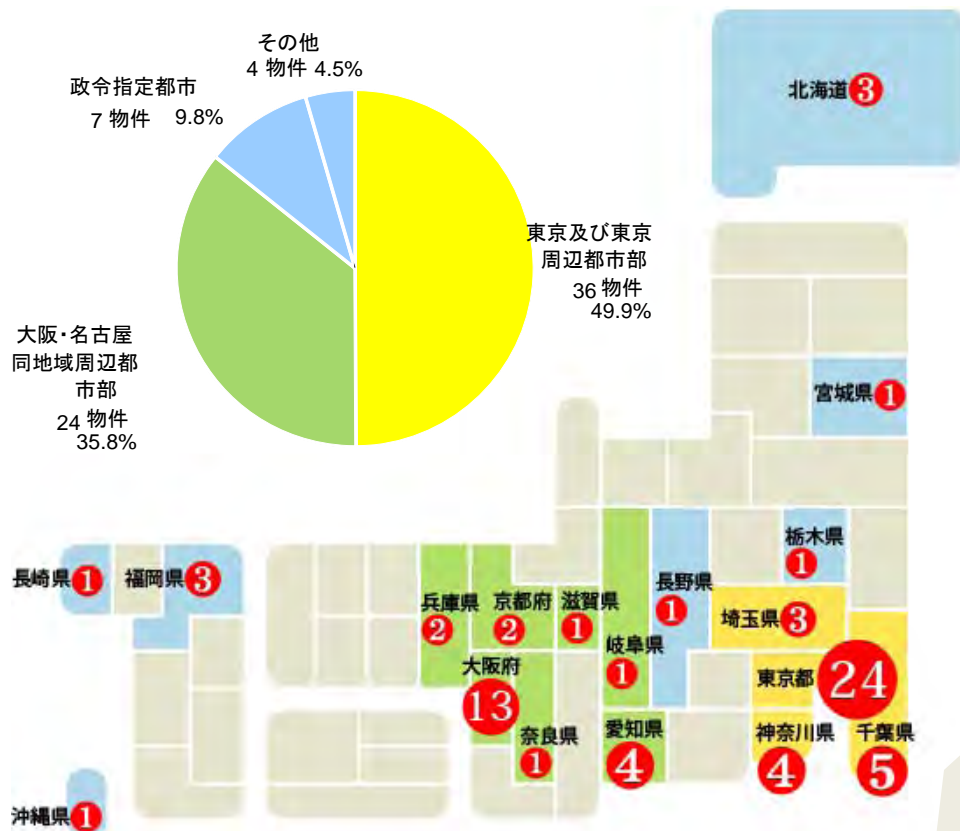 その他
4 物件 4.5%
政令指定都市
7 物件 9.8%
東京及び東京
周辺都市部
36 物件
49.9%
大阪・名古屋
同地域周辺都
市部
24 物件
35.8%
北海道 3
宮城県 1
栃木県 1
長崎県 1
福岡県 3
兵庫県 2
京都府 2
滋賀県 1
岐阜県 1
長野県 1
埼玉県 3
東京都 24
大阪府 13
奈良県 1
愛知県 4
神奈川県 4
千葉県 5
沖縄県 1